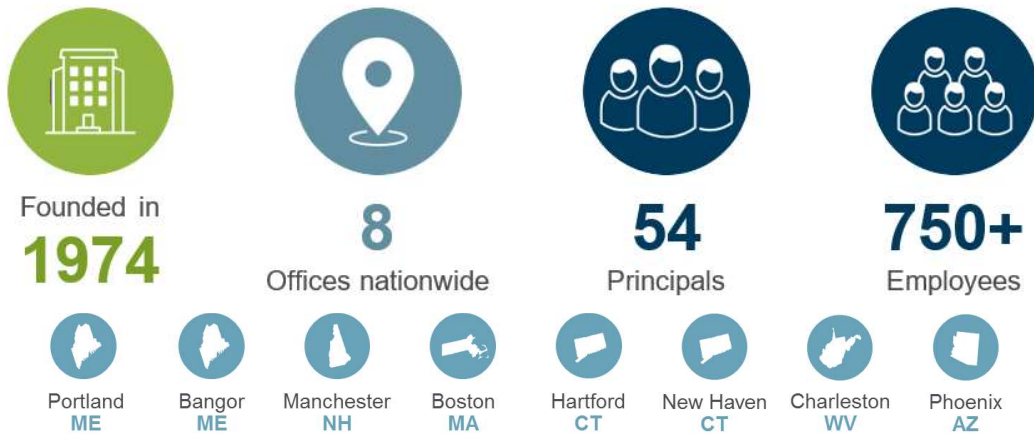 Founded in
1974
8
Offices nationwide
54
Principals
750+
Employees
Portland
ME
Bangor
ME
Manchester
NH
Boston
MA
Hartford
CT
New Haven
CT
Charleston
WV
Phoenix
AZ